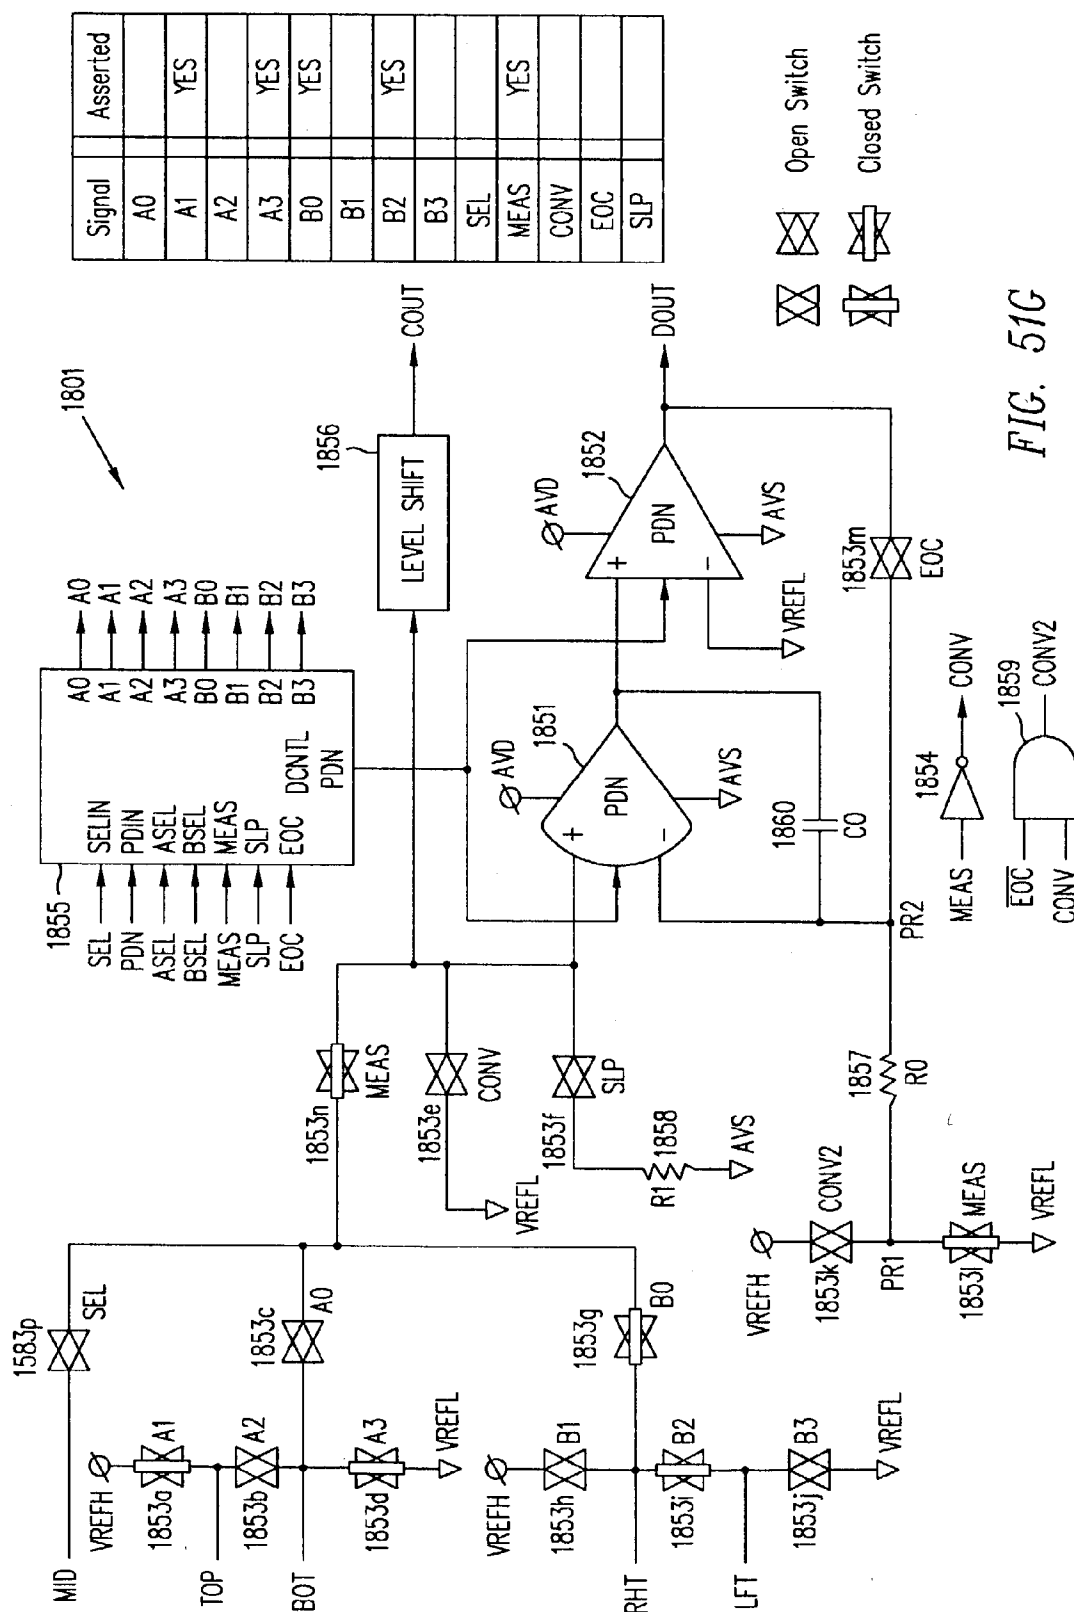 Signal Asserted
A0
A1 YES
A2
A3 YES
B0 YES
B1
B2 YES
B3
SEL
MEAS YES
CONV
EOC
SLP
1801
1855
SEL SELIN
PDN PDIN
ASEL ASEL
BSEL BSEL
MEAS MEAS
SLP SLP
EOC EOC
DCNTL
PDN
A0 A0
A1 A1
A2 A2
A3 A3
B0 B0
B1 B1
B2 B2
B3 B3
1856
LEVEL SHIFT
COUT
MID
1583p
SEL
VREFH
1853a
A1
TOP
1853b
A2
BOT
1853c
A0
1853d
A3
VREFL
VREFH
1853h
B1
RHT
1853g
B0
1853i
B2
LFT
1853j
B3
VREFL
1853n
MEAS
1853e
CONV
VREFL
1853f
SLP
R1
1858
AVS
AVD
1851
+
PDN
−
AVS
1860
C0
AVD
1852
+
PDN
−
AVS
VREFL
DOUT
VREFH
1853k
CONV2
PR1
1853l
MEAS
VREFL
1857
R0
PR2
1853m
EOC
MEAS
1854
CONV
EOC
CONV
1859
CONV2
Open Switch
Closed Switch
FIG. 51G